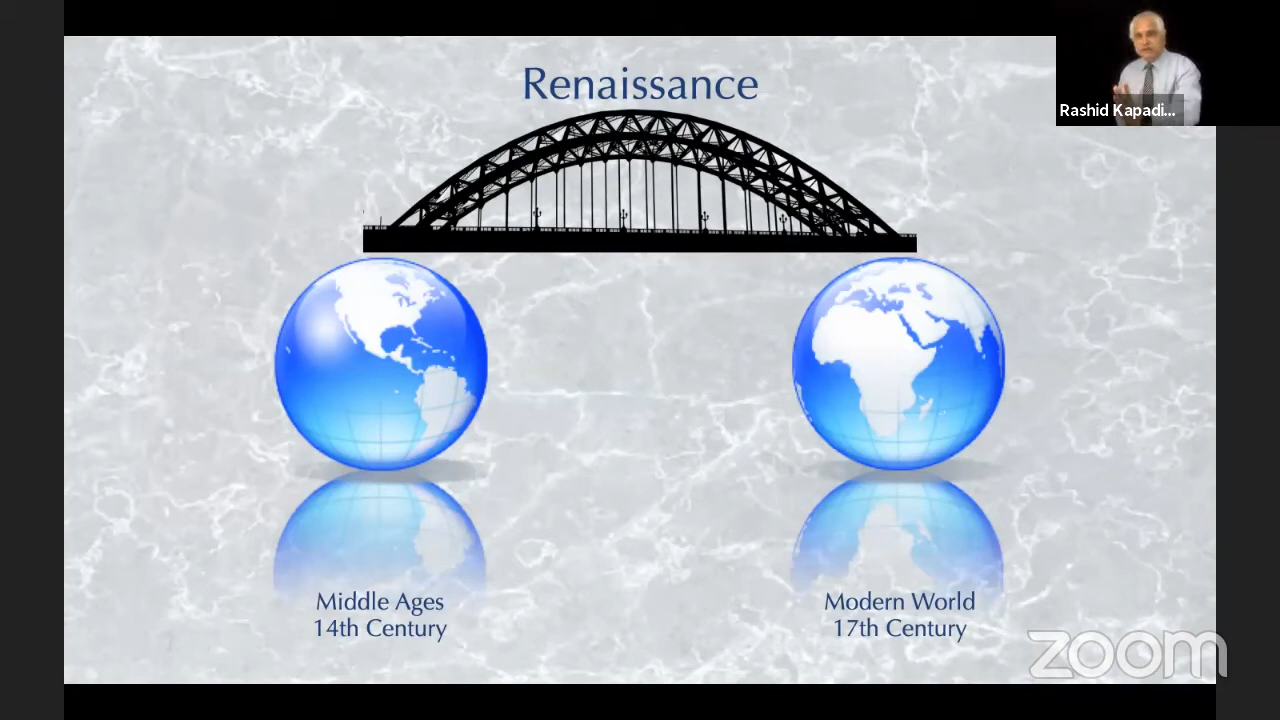 Renaissance
Rashid Kapadi...
Middle Ages
14th Century
Modern World
17th Century
zoom